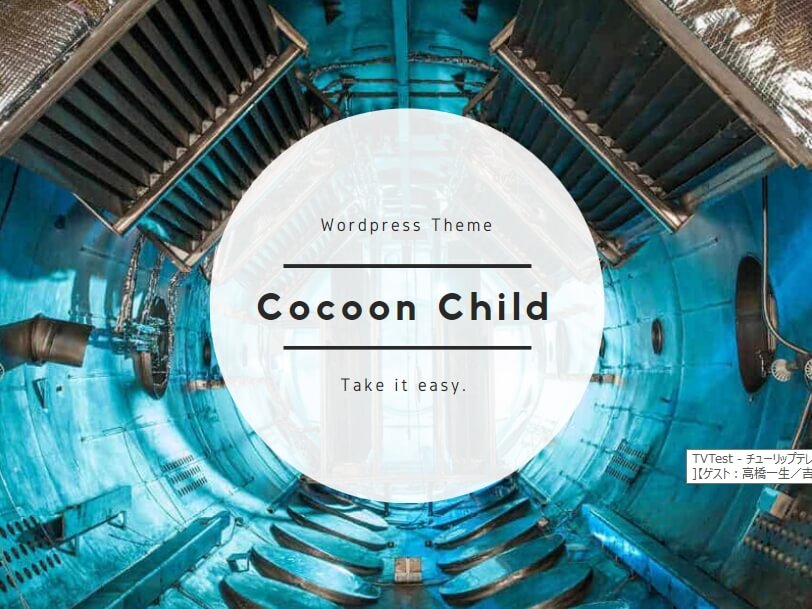 Wordpress Theme
Cocoon Child
Take it easy.
TVTest - チューリップテレ
】【ゲスト：高橋一生／吉